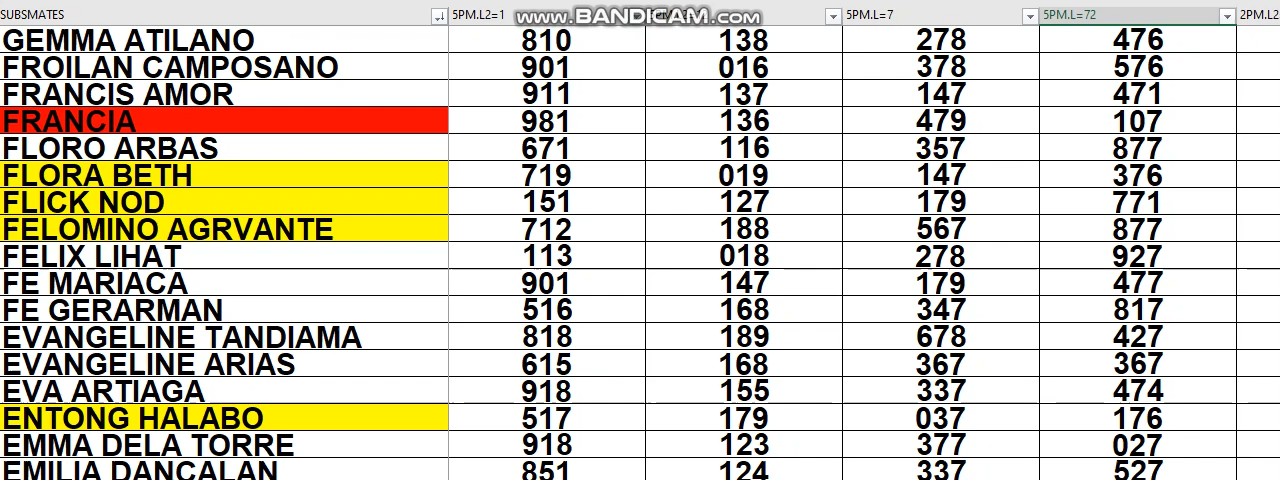 SUBSMATES 5PM.L2=1 www.BANDICAM.com 5PM.L=7 5PM.L=72 2PM.L2
GEMMA ATILANO 810 138 278 476
FROILAN CAMPOSANO 901 016 378 576
FRANCIS AMOR 911 137 147 471
FRANCIA 981 136 479 107
FLORO ARBAS 671 116 357 877
FLORA BETH 719 019 147 376
FLICK NOD 151 127 179 771
FELOMINO AGRVANTE 712 188 567 877
FELIX LIHAT 113 018 278 927
FE MARIACA 901 147 179 477
FE GERARMAN 516 168 347 817
EVANGELINE TANDIAMA 818 189 678 427
EVANGELINE ARIAS 615 168 367 367
EVA ARTIAGA 918 155 337 474
ENTONG HALABO 517 179 037 176
EMMA DELA TORRE 918 123 377 027
EMILIA DANCALAN 851 124 337 527